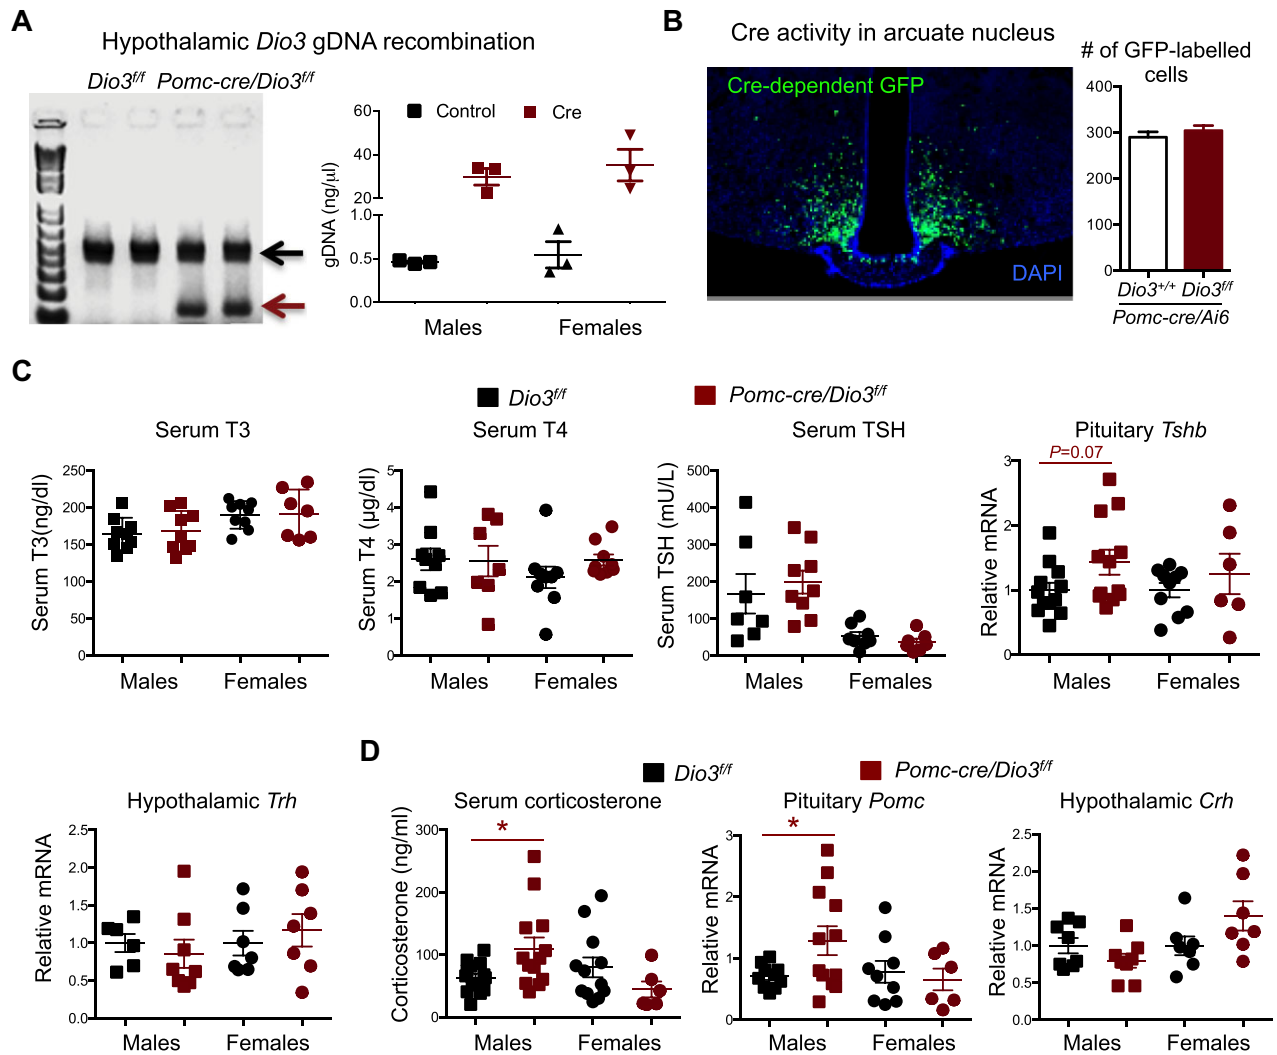 A
Hypothalamic Dio3 gDNA recombination
Dio3f/f Pomc-cre/Dio3f/f
Control Cre
gDNA (ng/µl)
60
40
20
1.0
0.5
0.0
Males Females
B
Cre activity in arcuate nucleus
Cre-dependent GFP
DAPI
# of GFP-labelled
cells
400
300
200
100
0
Dio3+/+ Dio3f/f
Pomc-cre/Ai6
C
Dio3f/f Pomc-cre/Dio3f/f
Serum T3
Serum T3(ng/dl)
250
200
150
100
50
0
Males Females
Serum T4
Serum T4 (µg/dl)
5
4
3
2
1
0
Males Females
Serum TSH
Serum TSH (mU/L)
500
400
300
200
100
0
Males Females
Pituitary Tshb
P=0.07
Relative mRNA
3
2
1
0
Males Females
Hypothalamic Trh
Relative mRNA
2.5
2.0
1.5
1.0
0.5
0.0
Males Females
D
Dio3f/f Pomc-cre/Dio3f/f
Serum corticosterone
*
Corticosterone (ng/ml)
300
200
100
0
Males Females
Pituitary Pomc
*
Relative mRNA
3
2
1
0
Males Females
Hypothalamic Crh
Relative mRNA
2.5
2.0
1.5
1.0
0.5
0.0
Males Females